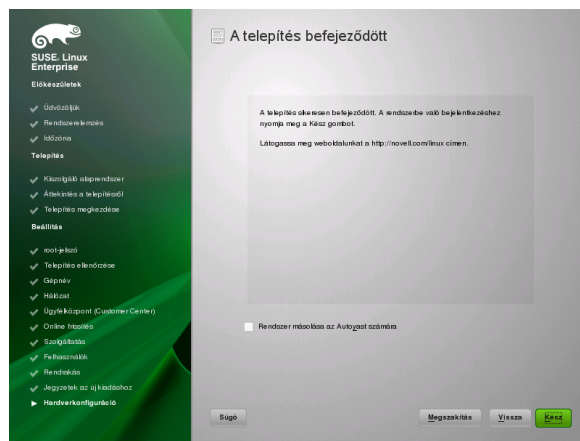 SUSE. Linux
Enterprise
Előkészületek
Üdvözöljük
Rendszerelemzés
Időzóna
Telepítés
Kiszolgáló alaprendszer
Áttekintés a telepítésről
Telepítés megkezdése
Beállítás
root-jelszó
Telepítés ellenőrzése
Gépnév
Hálózat
Ügyfélközpont (Customer Center)
Online frissítés
Szolgáltatás
Felhasználók
Rendrakás
Jegyzetek az új kiadáshoz
Hardverkonfiguráció
A telepítés befejeződött
A telepítés sikeresen befejeződött. A rendszerbe való bejelentkezéshez
nyomja meg a Kész gombot.
Látogassa meg weboldalunkat a http://novell.com/linux címen.
Rendszer másolása az Autoyast számára
Súgó
Megszakítás
Vissza
Kész